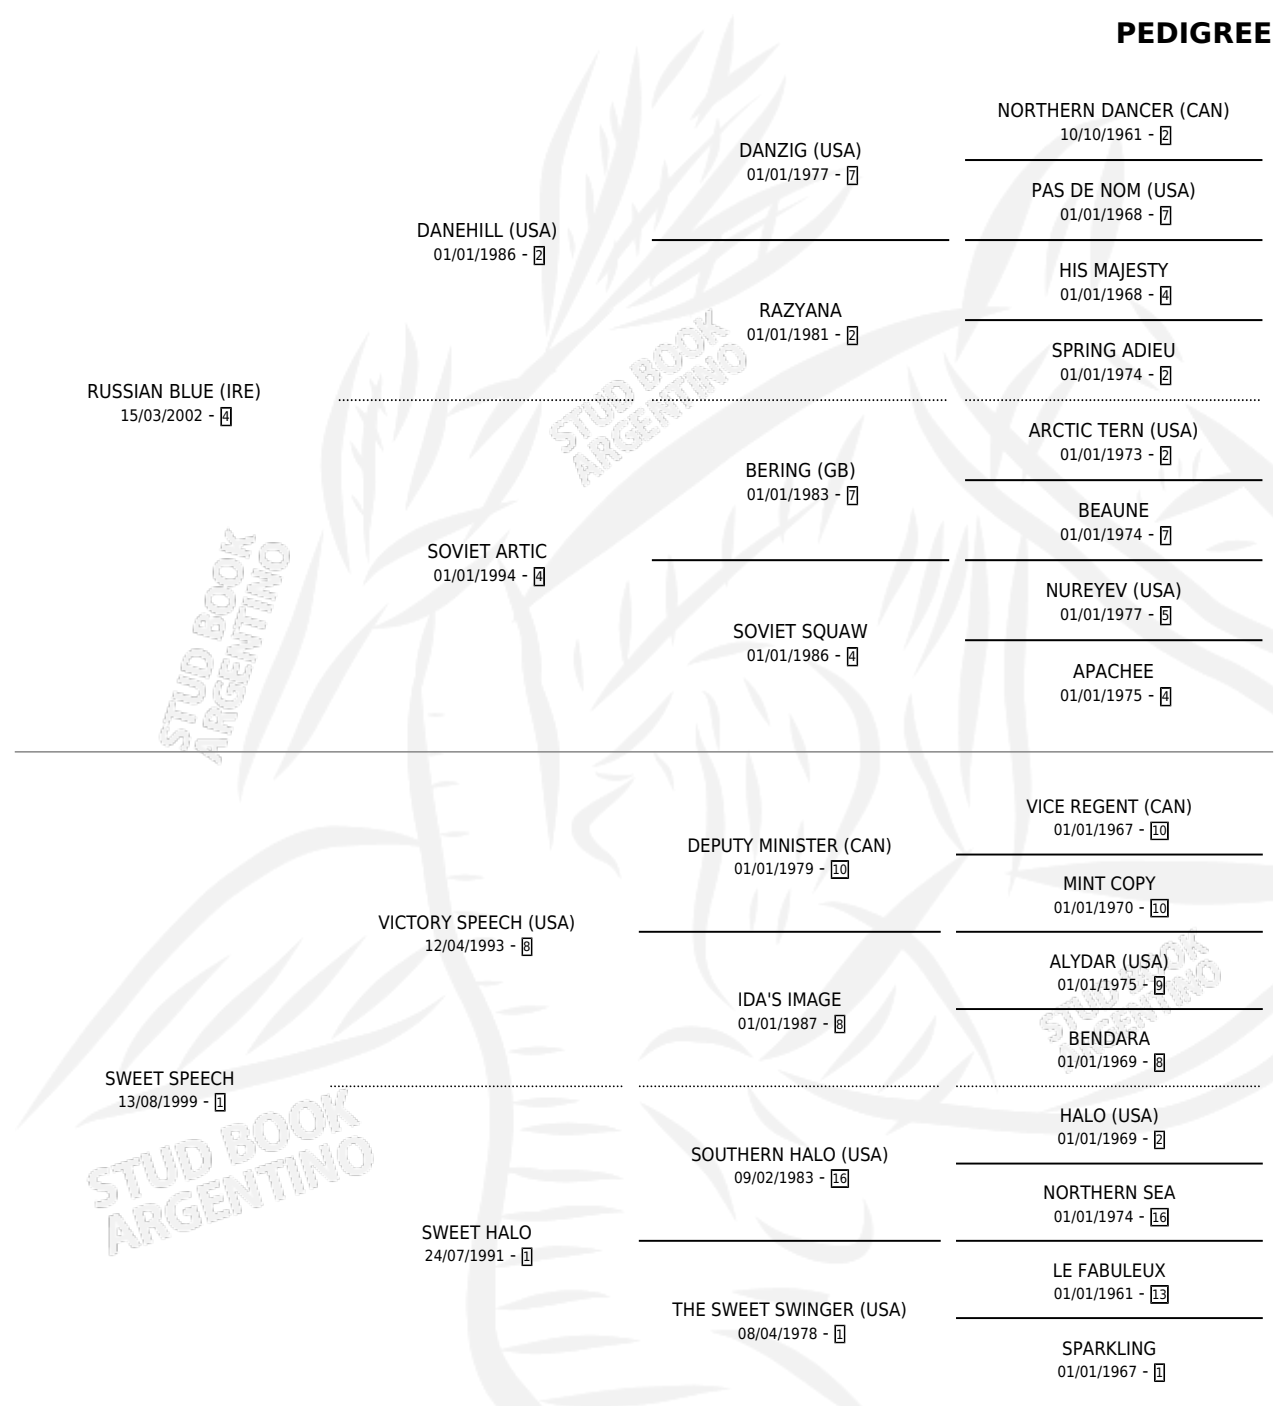 PEDIGREE
NORTHERN DANCER (CAN)
10/10/1961 - 2
DANZIG (USA)
01/01/1977 - 7
PAS DE NOM (USA)
01/01/1968 - 7
DANEHILL (USA)
01/01/1986 - 2
HIS MAJESTY
01/01/1968 - 4
RAZYANA
01/01/1981 - 2
SPRING ADIEU
01/01/1974 - 2
STUD BOOK
ARGENTINO
RUSSIAN BLUE (IRE)
15/03/2002 - 4
ARCTIC TERN (USA)
01/01/1973 - 2
BERING (GB)
01/01/1983 - 7
BEAUNE
01/01/1974 - 7
SOVIET ARTIC
01/01/1994 - 4
NUREYEV (USA)
01/01/1977 - 5
SOVIET SQUAW
01/01/1986 - 4
APACHEE
01/01/1975 - 4
STUD BOOK
ARGENTINO
VICE REGENT (CAN)
01/01/1967 - 10
DEPUTY MINISTER (CAN)
01/01/1979 - 10
MINT COPY
01/01/1970 - 10
VICTORY SPEECH (USA)
12/04/1993 - 8
ALYDAR (USA)
01/01/1975 - 9
IDA'S IMAGE
01/01/1987 - 8
BENDARA
01/01/1969 - 8
STUD BOOK
ARGENTINO
SWEET SPEECH
13/08/1999 - 1
HALO (USA)
01/01/1969 - 2
SOUTHERN HALO (USA)
09/02/1983 - 16
NORTHERN SEA
01/01/1974 - 16
STUD BOOK
ARGENTINO
SWEET HALO
24/07/1991 - 1
LE FABULEUX
01/01/1961 - 13
THE SWEET SWINGER (USA)
08/04/1978 - 1
SPARKLING
01/01/1967 - 1